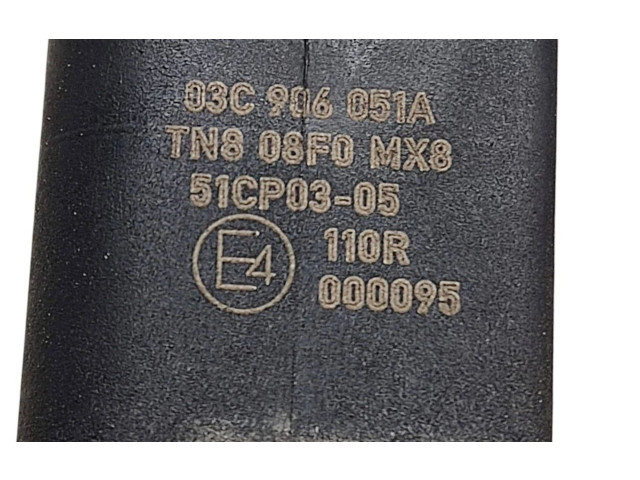 03C 906 051A
TN8 08F0 MX8
51CP03-05
E4 110R
000095